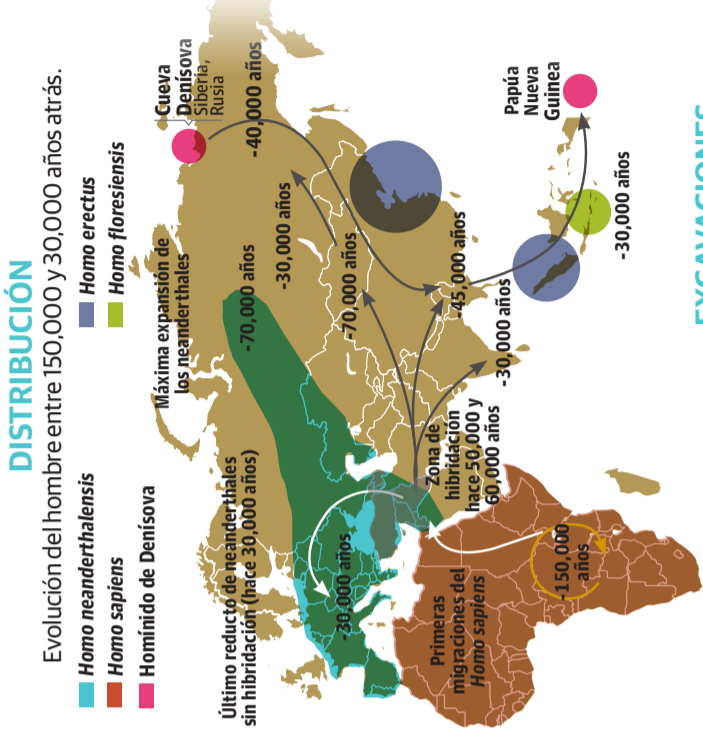 DISTRIBUCIÓN
Evolución del hombre entre 150,000 y 30,000 años atrás.
Homo neanderthalensis
Homo sapiens
Homínido de Denísova
Homo erectus
Homo floresiensis
Último reducto de neanderthales
sin hibridación (hace 30,000 años)
Máxima expansión de
los neanderthales
Cueva
Denísova
Siberia,
Rusia
-70,000 años
-40,000 años
-30,000 años
-30.000 años
-70,000 años
-45,000 años
-30,000 años
Zona de
hibridación
hace 50,000 y
60,000 años
Primeras
migraciones del
Homo sapiens
-150,000
años
Papúa
Nueva
Guinea
-30,000 años
EXCAVACIONES